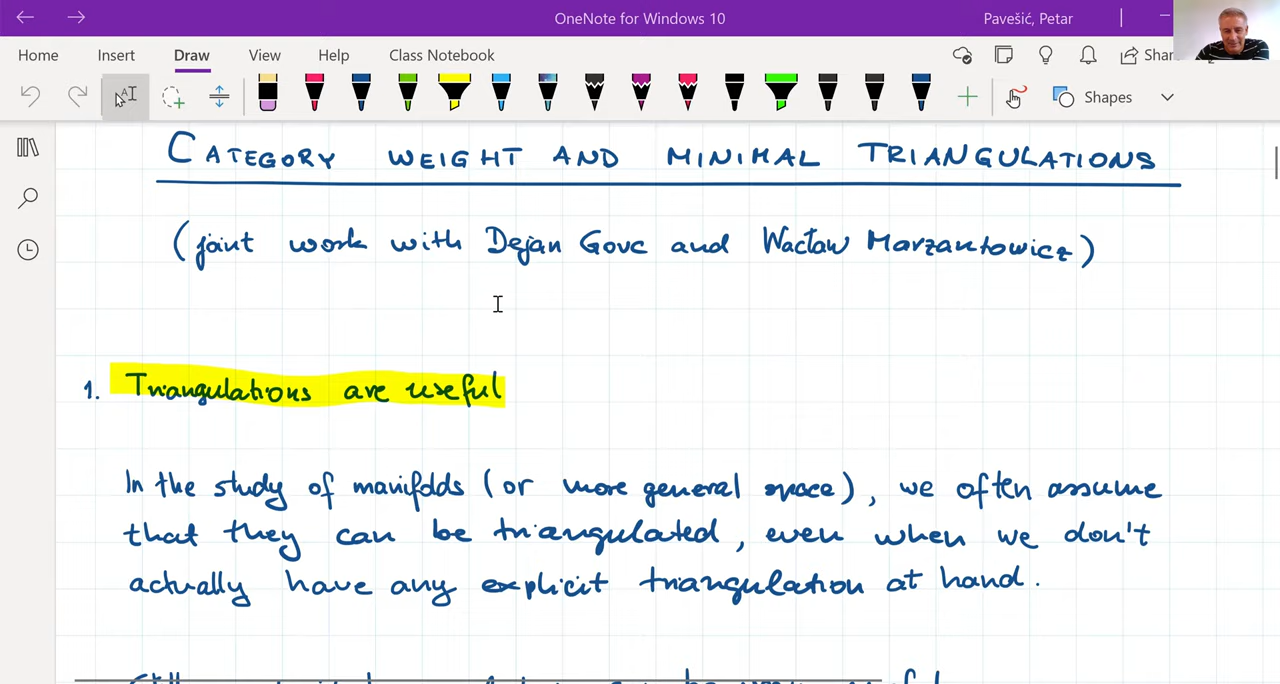 OneNote for Windows 10
Pavešić, Petar
Home Insert Draw View Help Class Notebook
Shar
Shapes
CATEGORY WEIGHT AND MINIMAL TRIANGULATIONS
(joint work with Dejan Govc and Wacław Marzantowicz)
1. Triangulations are useful
In the study of manifolds (or more general space), we often assume
that they can be triangulated, even when we don't
actually have any explicit triangulation at hand.